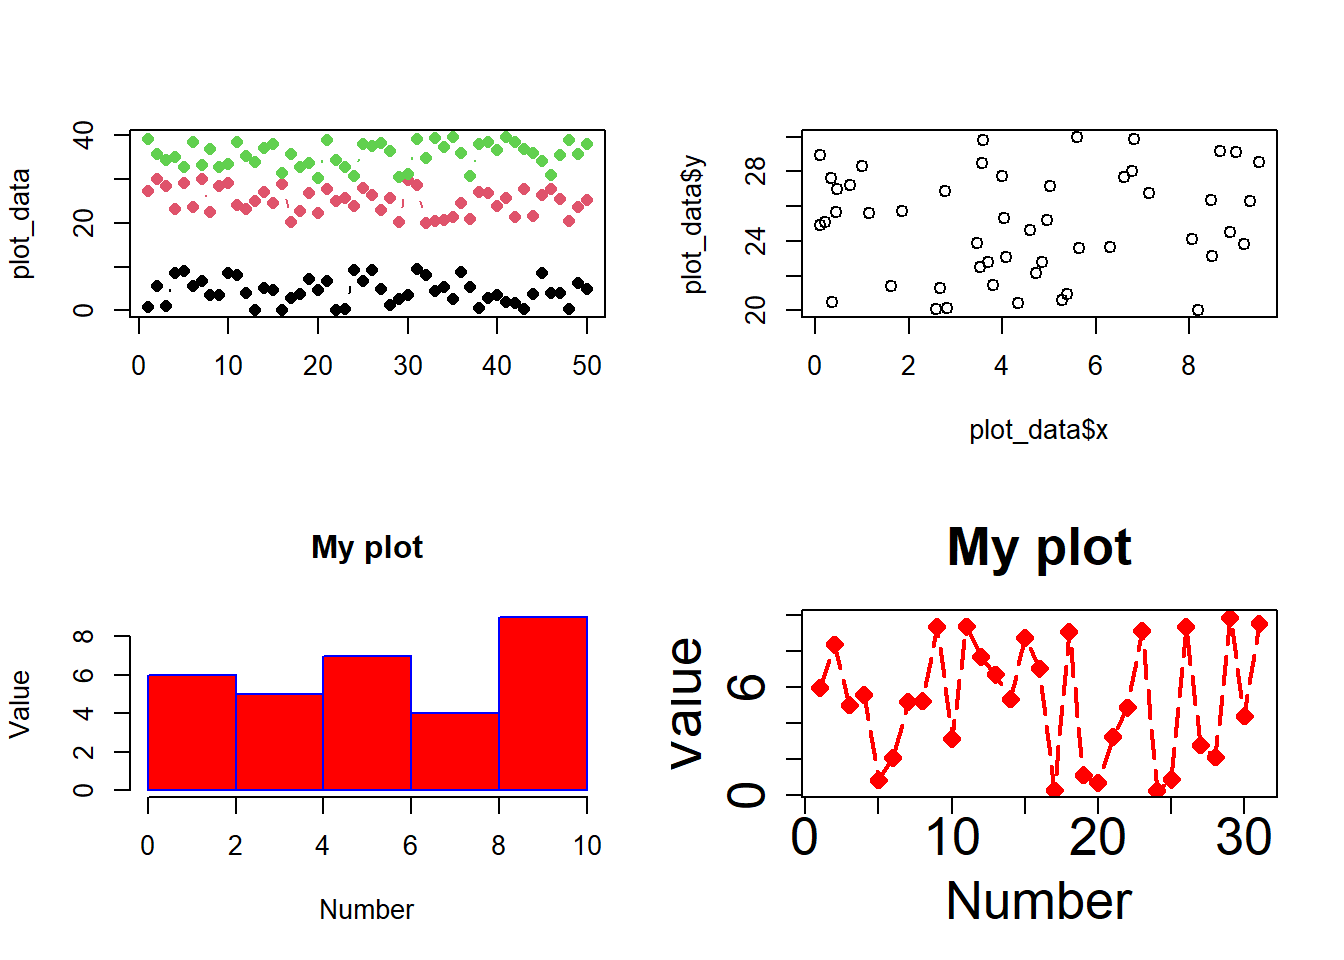 plot_data
0 20 40
0 10 20 30 40 50
plot_data$y
20 24 28
0 2 4 6 8
plot_data$x
My plot
Value
0 2 4 6 8
0 2 4 6 8 10
Number
My plot
value
0 6
0 10 20 30
Number